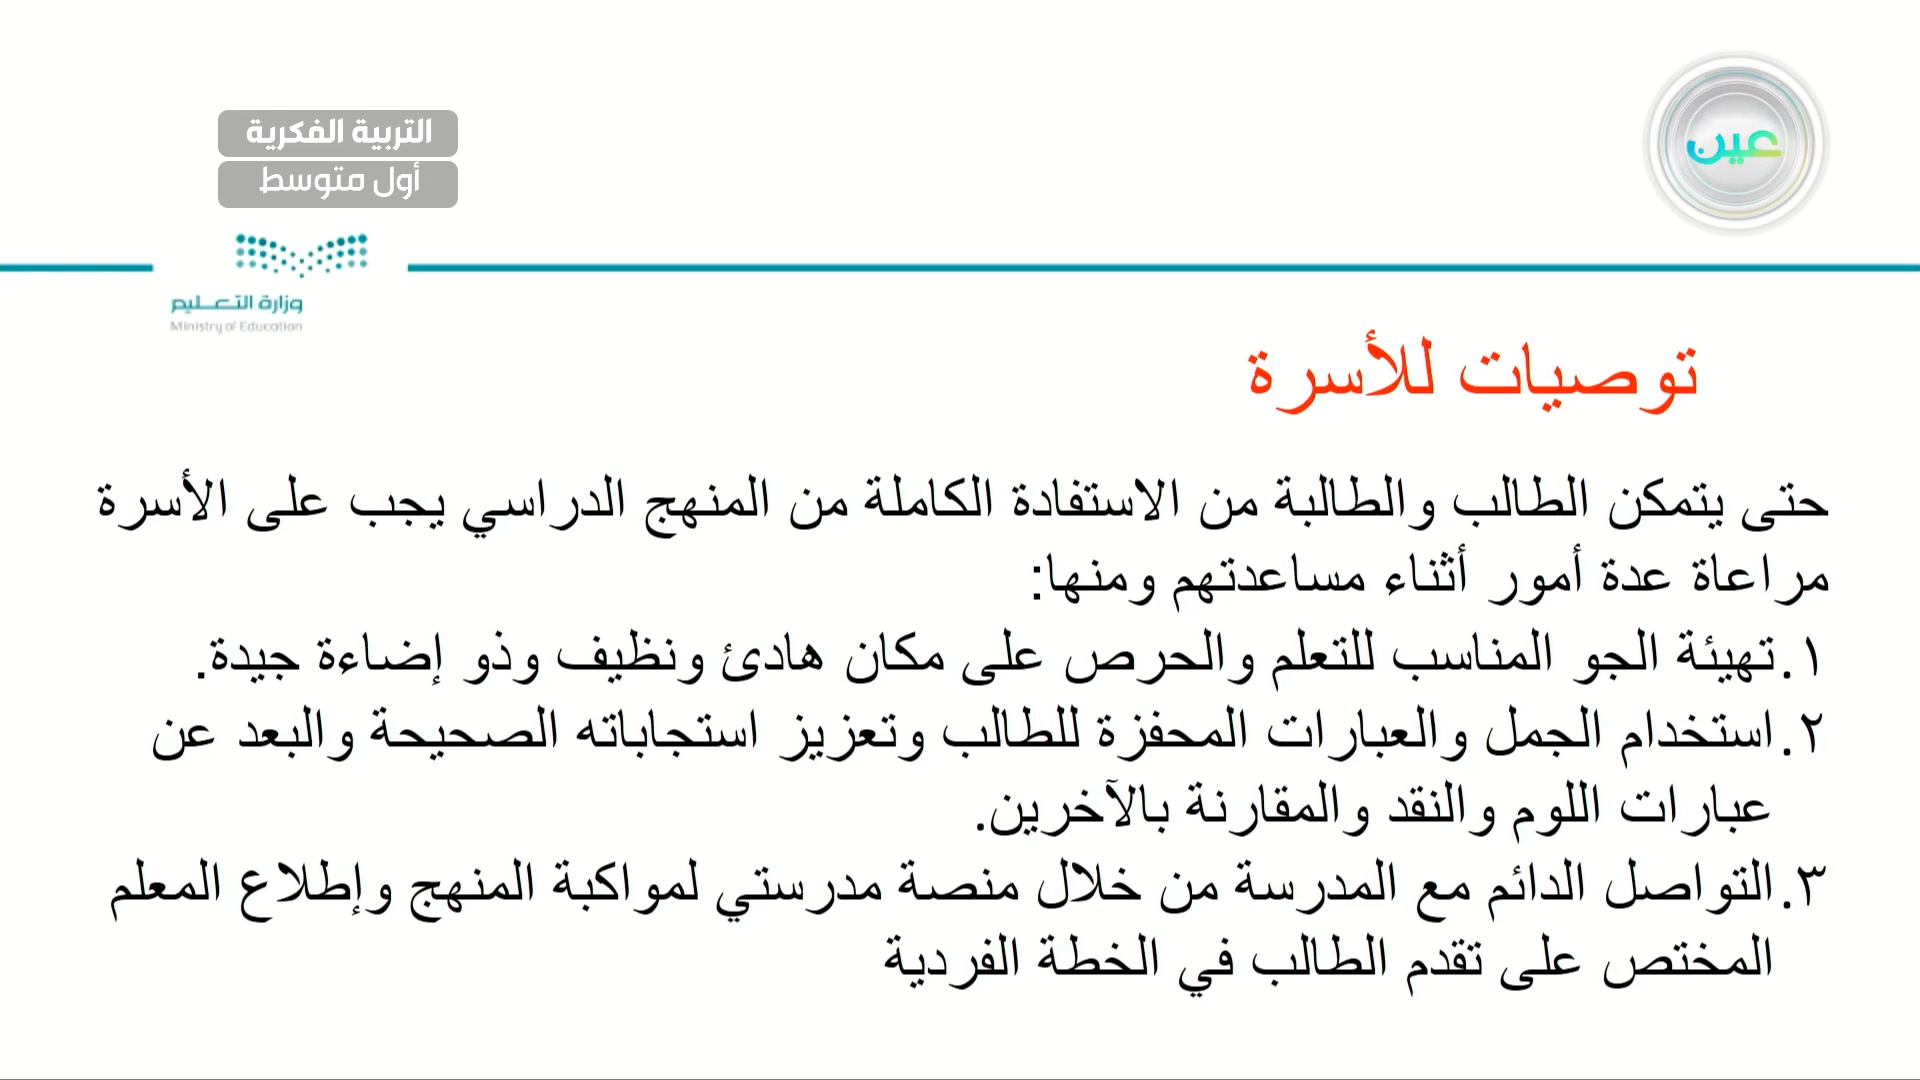 التربية الفكرية
أول متوسط
عين
وزارة التعليم
Ministry of Education
توصيات للأسرة
حتى يتمكن الطالب والطالبة من الاستفادة الكاملة من المنهج الدراسي يجب على الأسرة
مراعاة عدة أمور أثناء مساعدتهم ومنها:
١. تهيئة الجو المناسب للتعلم والحرص على مكان هادئ ونظيف وذو إضاءة جيدة.
٢. استخدام الجمل والعبارات المحفزة للطالب وتعزيز استجاباته الصحيحة والبعد عن
عبارات اللوم والنقد والمقارنة بالآخرين.
٣. التواصل الدائم مع المدرسة من خلال منصة مدرستي لمواكبة المنهج وإطلاع المعلم
المختص على تقدم الطالب في الخطة الفردية